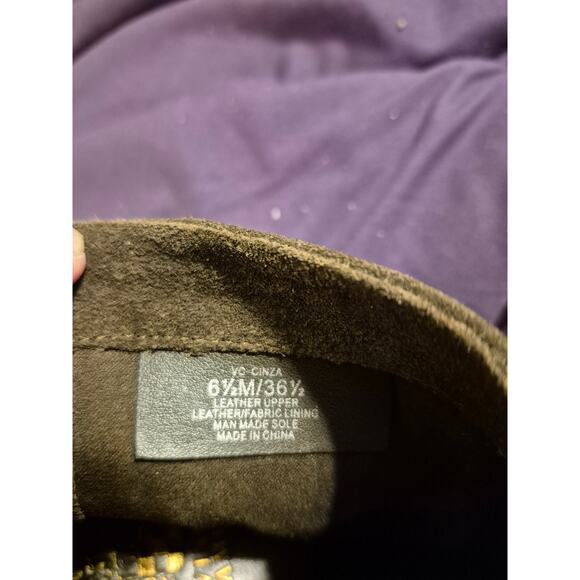 VC-CINZA
6½M/36½
LEATHER UPPER
LEATHER/FABRIC LINING
MAN MADE SOLE
MADE IN CHINA